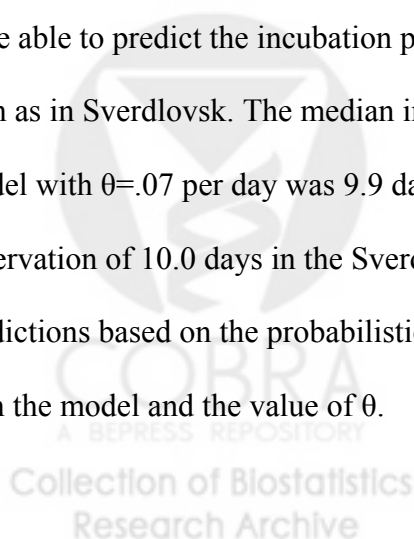 e able to predict the incubation p
n as in Sverdlovsk. The median in
del with θ=.07 per day was 9.9 da
ervation of 10.0 days in the Sverd
dictions based on the probabilistic
n the model and the value of θ.
COBRA
A BEPRESS REPOSITORY
Collection of Biostatistics
Research Archive